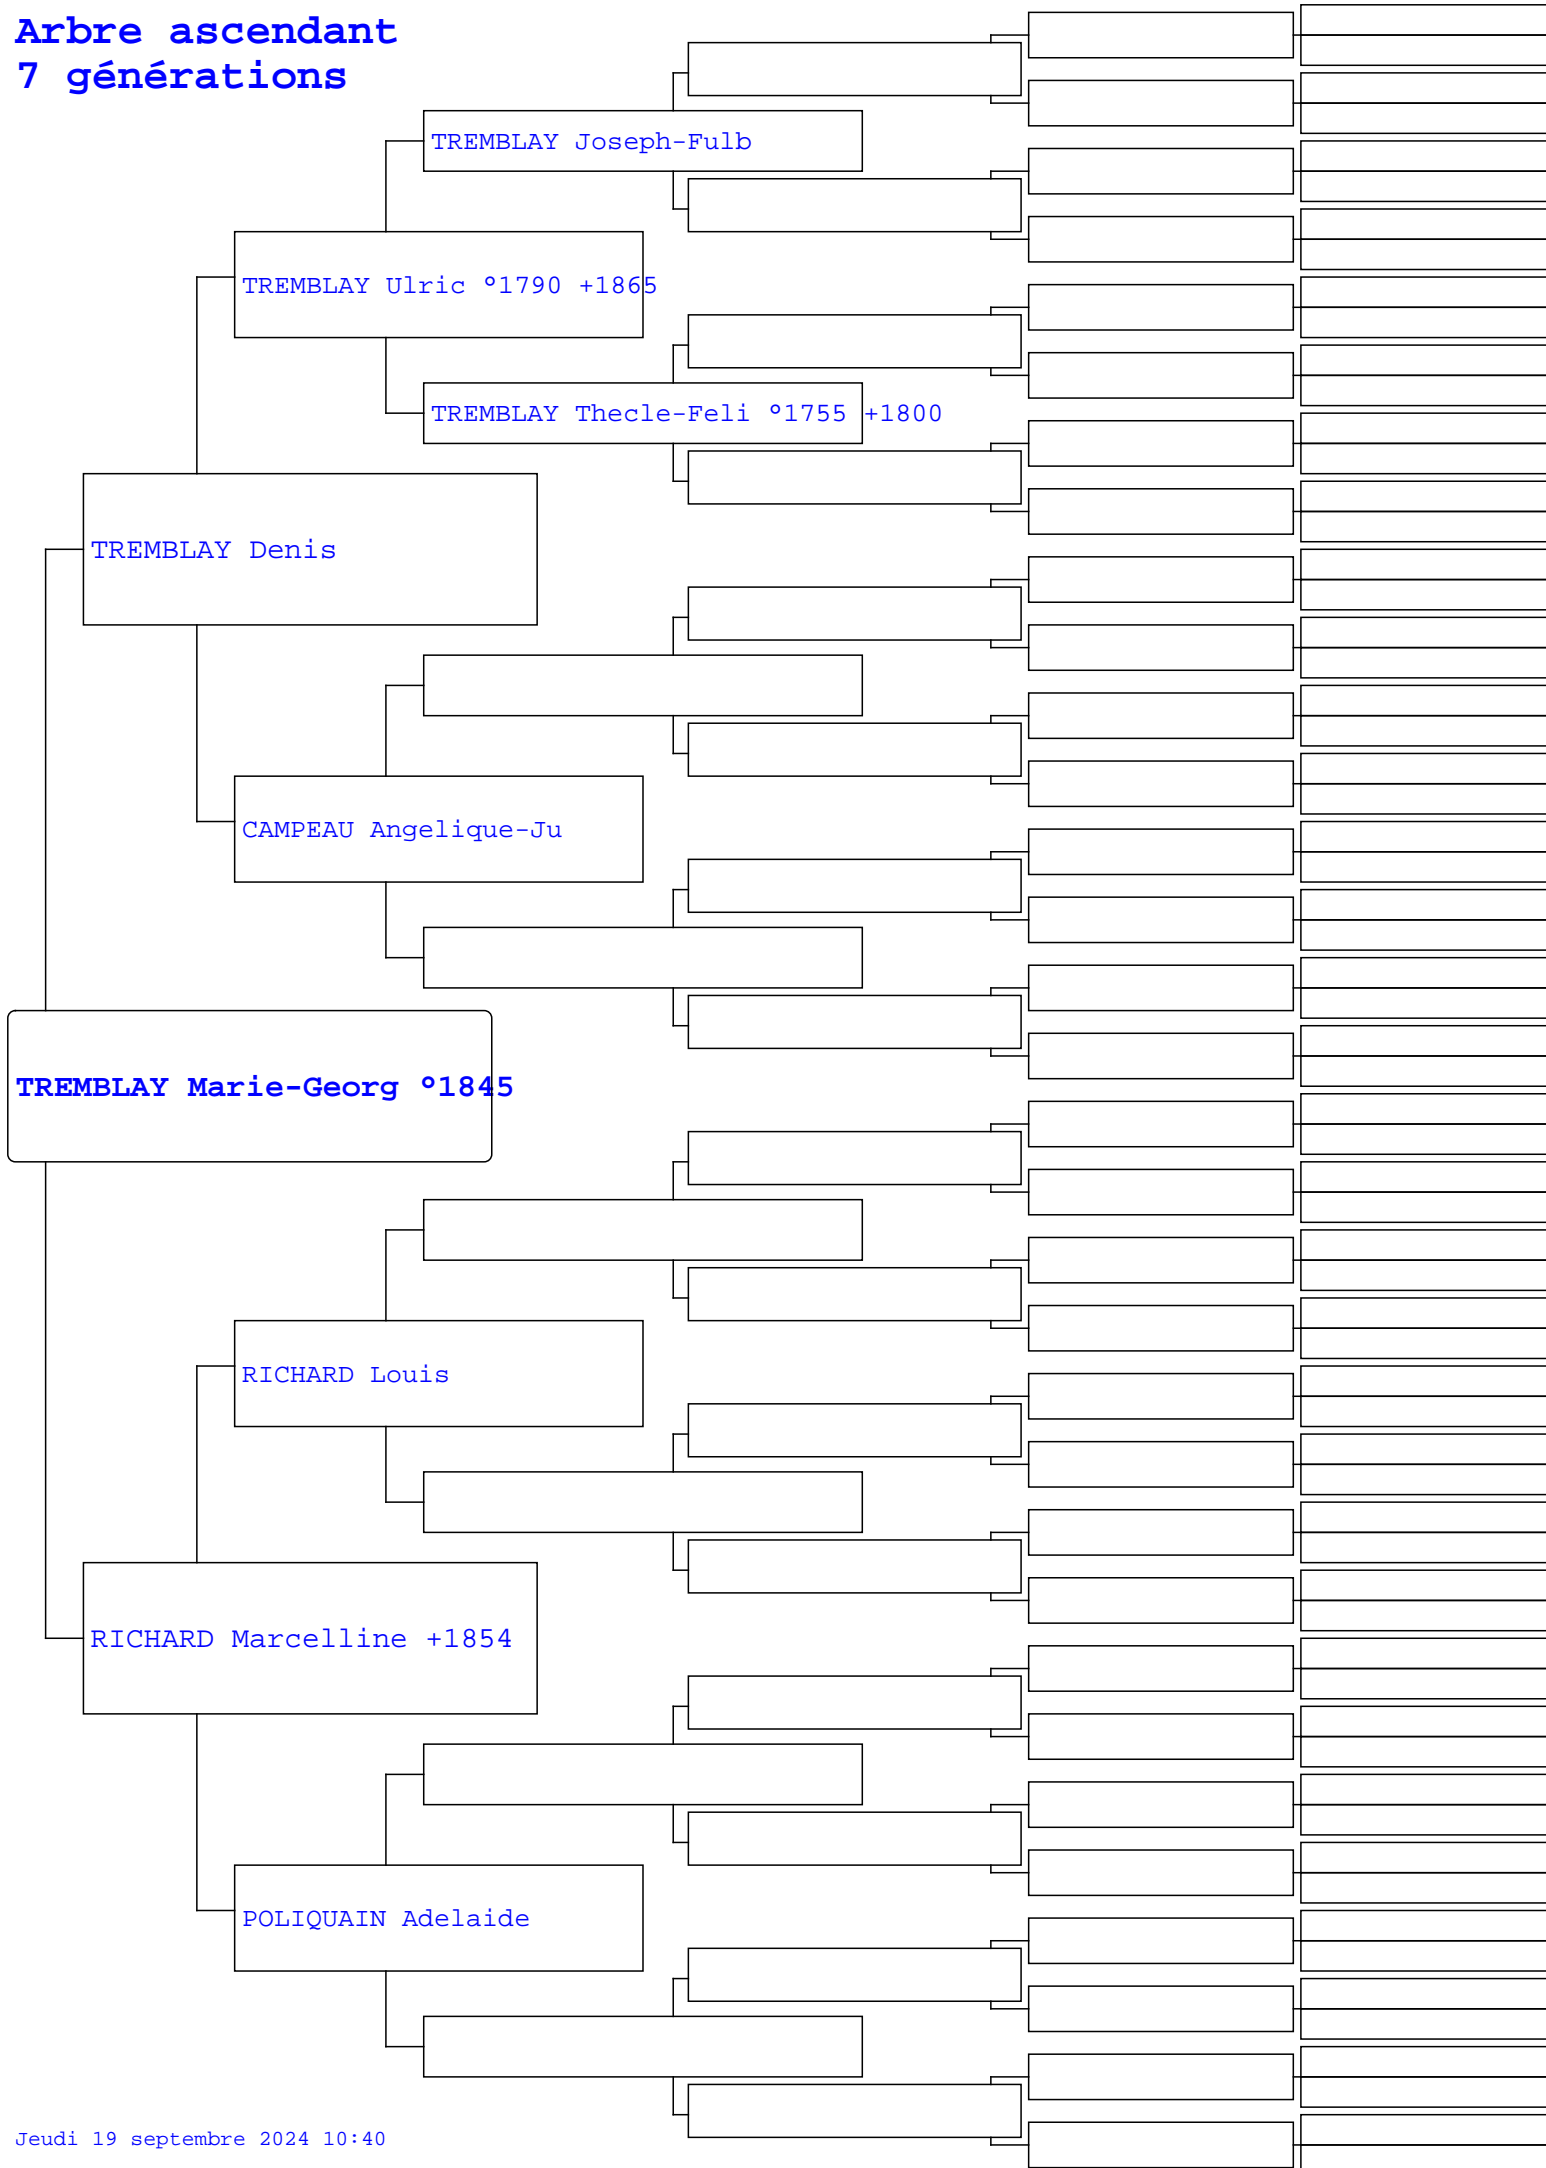 Arbre ascendant
7 générations
TREMBLAY Joseph-Fulb
TREMBLAY Ulric °1790 +1865
TREMBLAY Thecle-Feli °1755 +1800
TREMBLAY Denis
CAMPEAU Angelique-Ju
TREMBLAY Marie-Georg °1845
RICHARD Louis
RICHARD Marcelline +1854
POLIQUAIN Adelaide
Jeudi 19 septembre 2024 10:40